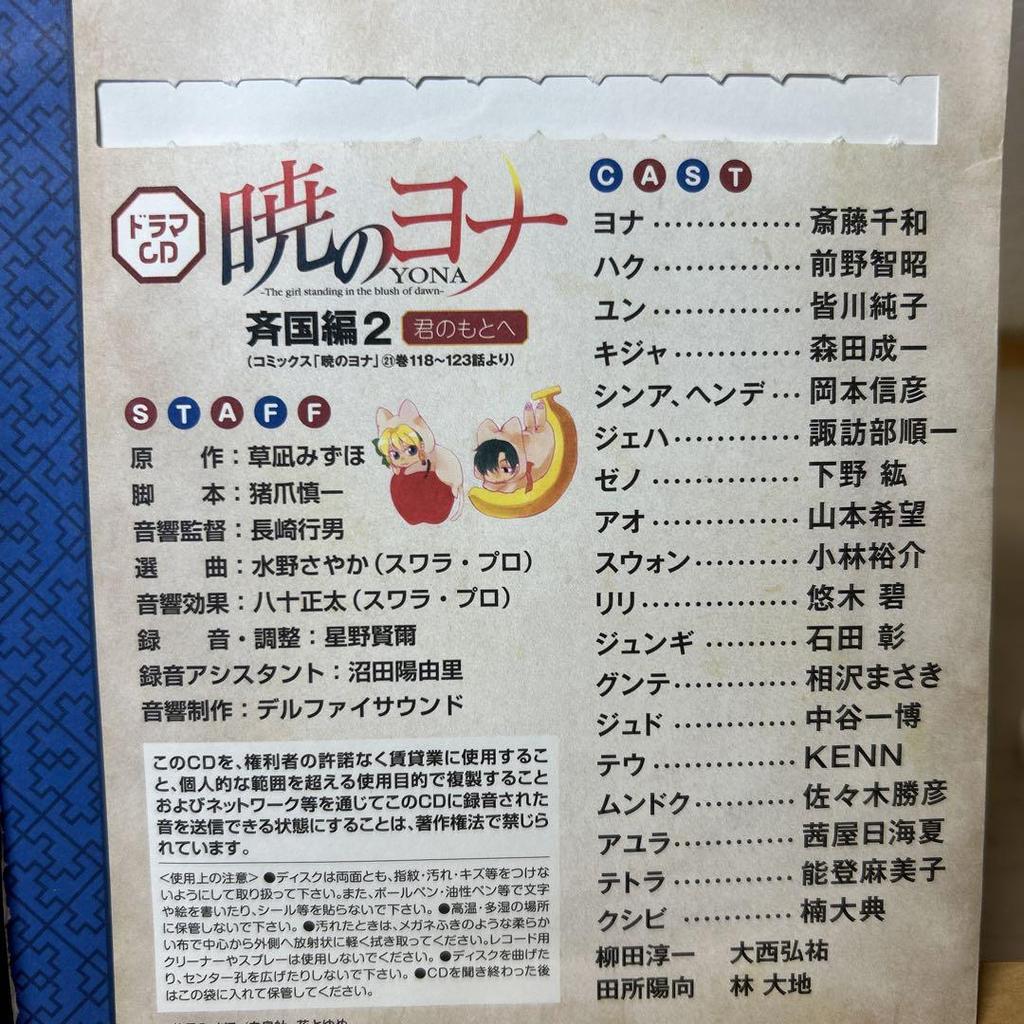 ドラマ
CD
暁のヨナ
YONA
-The girl standing in the blush of dawn-
斉国編2 君のもとへ
(コミックス「暁のヨナ」㉑巻118〜123話より)
STAFF
原 作：草凪みずほ
脚 本：猪爪慎一
音響監督：長崎行男
選 曲：水野さやか(スワラ・プロ)
音響効果：八十正太(スワラ・プロ)
録 音・調整：星野賢爾
録音アシスタント：沼田陽由里
音響制作：デルファイサウンド
このCDを、権利者の許諾なく賃貸業に使用するこ
と、個人的な範囲を超える使用目的で複製すること
およびネットワーク等を通じてこのCDに録音された
音を送信できる状態にすることは、著作権法で禁じら
れています。
<使用上の注意> ●ディスクは両面とも、指紋・汚れ・キズ等をつけな
いようにして取り扱って下さい。また、ボールペン・油性ペン等で文字
や絵を書いたり、シール等を貼らないで下さい。 ●高温・多湿の場所
に保管しないで下さい。 ●汚れたときは、メガネふきのような柔らか
い布で中心から外側へ放射状に軽く拭き取ってください。レコード用
クリーナーやスプレーは使用しないでください。 ●ディスクを曲げた
り、センター孔を広げたりしないで下さい。 ●CDを聞き終わった後
はこの袋に入れて保管してください。
CAST
ヨナ……………斎藤千和
ハク……………前野智昭
ユン……………皆川純子
キジャ…………森田成一
シンア、ヘンデ…岡本信彦
ジェハ…………諏訪部順一
ゼノ……………下野 紘
アオ……………山本希望
スウォン………小林裕介
リリ……………悠木 碧
ジュンギ………石田 彰
グンテ…………相沢まさき
ジュド…………中谷一博
テウ……………KENN
ムンドク………佐々木勝彦
アユラ…………茜屋日海夏
テトラ…………能登麻美子
クシビ…………楠大典
柳田淳一 大西弘祐
田所陽向 林 大地